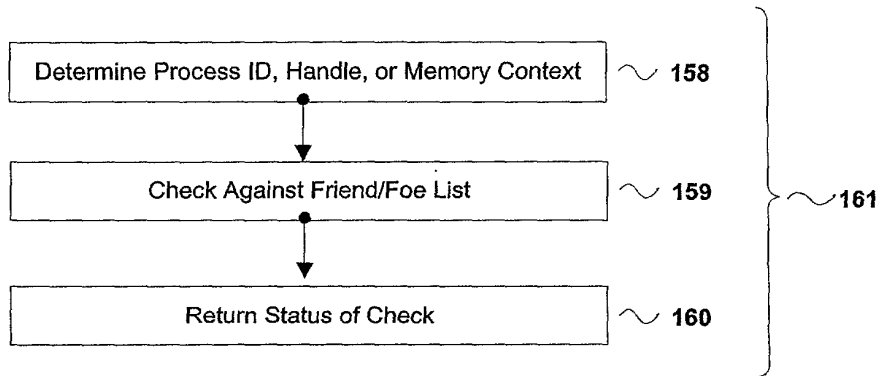 Determine Process ID, Handle, or Memory Context
158
Check Against Friend/Foe List
159
161
Return Status of Check
160